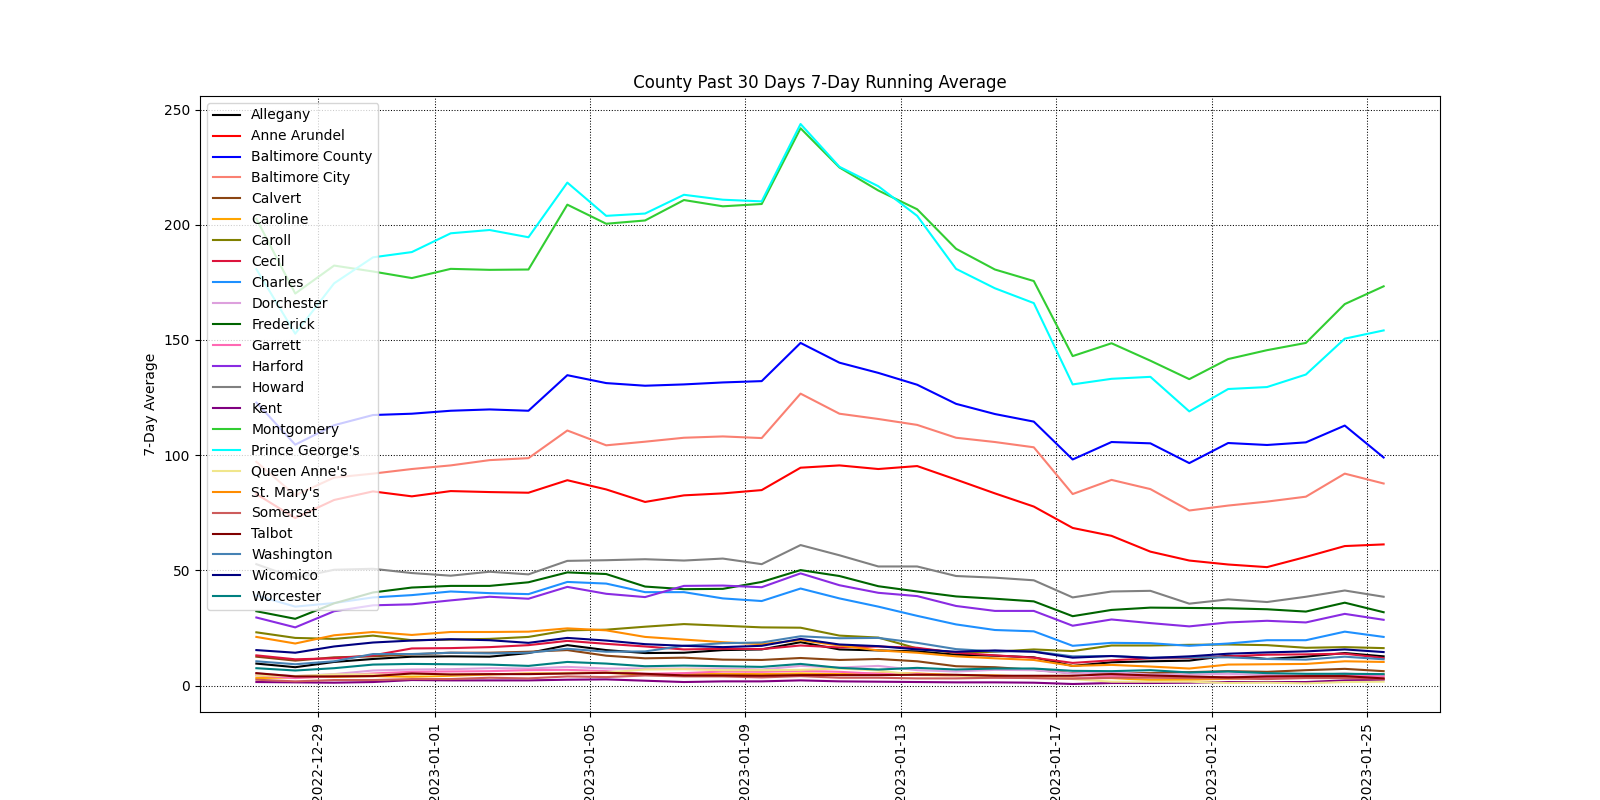 County Past 30 Days 7-Day Running Average
250
200
150
100
50
0
7-Day Average
Allegany
Anne Arundel
Baltimore County
Baltimore City
Calvert
Caroline
Caroll
Cecil
Charles
Dorchester
Frederick
Garrett
Harford
Howard
Kent
Montgomery
Prince George's
Queen Anne's
St. Mary's
Somerset
Talbot
Washington
Wicomico
Worcester
2022-12-29
2023-01-01
2023-01-05
2023-01-09
2023-01-13
2023-01-17
2023-01-21
2023-01-25